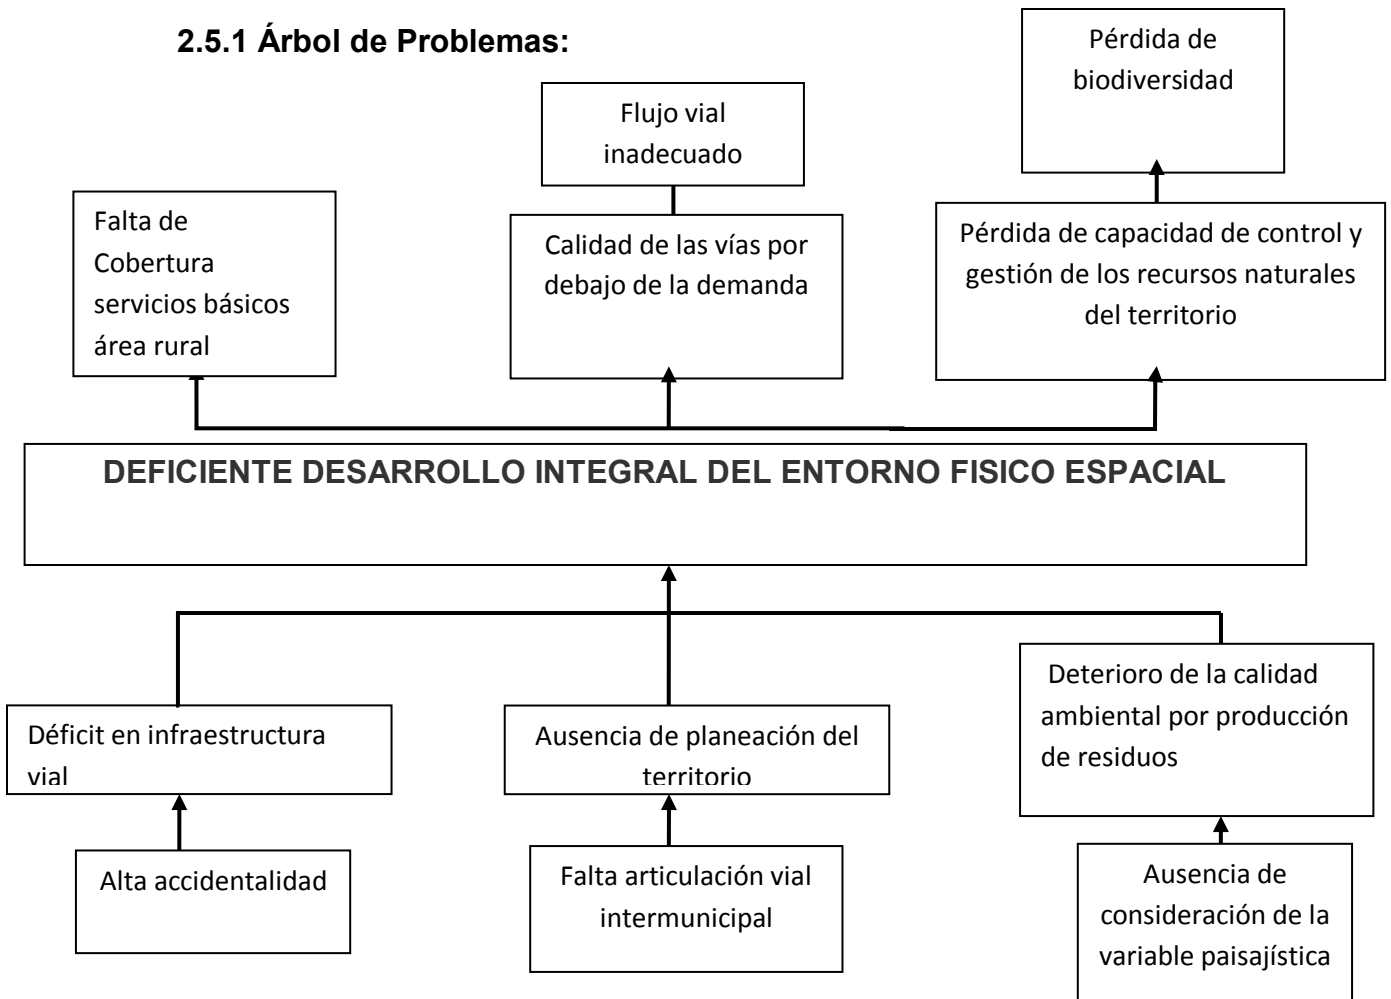 2.5.1 Árbol de Problemas:
Pérdida de
biodiversidad
Flujo vial
inadecuado
Falta de
Cobertura
servicios básicos
área rural
Calidad de las vías por
debajo de la demanda
Pérdida de capacidad de control y
gestión de los recursos naturales
del territorio
DEFICIENTE DESARROLLO INTEGRAL DEL ENTORNO FISICO ESPACIAL
Déficit en infraestructura
vial
Ausencia de planeación del
territorio
Deterioro de la calidad
ambiental por producción
de residuos
Alta accidentalidad
Falta articulación vial
intermunicipal
Ausencia de
consideración de la
variable paisajística